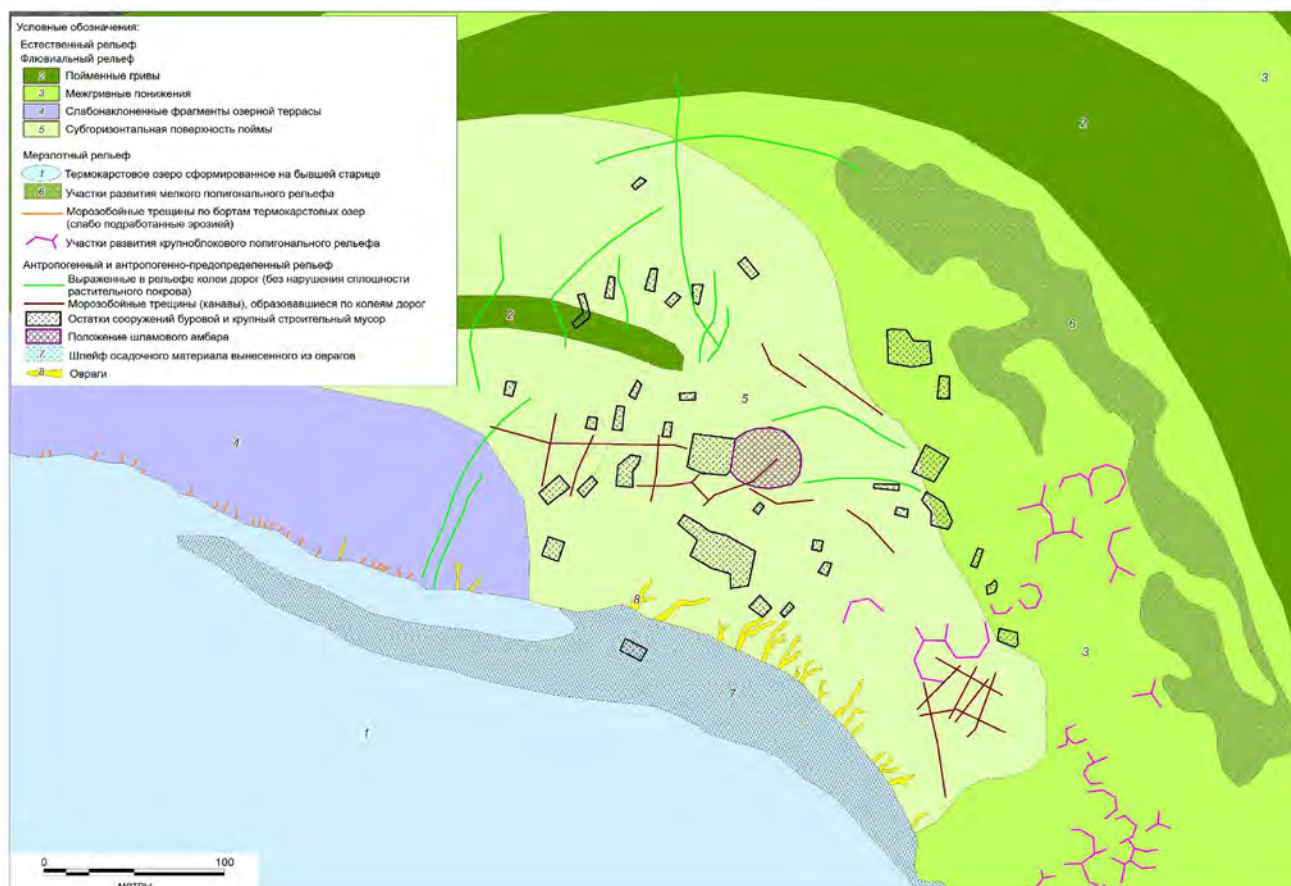 Условные обозначения:
Естественный рельеф
Флювиальный рельеф
2 Пойменные гривы
3 Межгривные понижения
4 Слабонаклоненные фрагменты озерной террасы
5 Субгоризонтальная поверхность поймы
Мерзлотный рельеф
1 Термокарстовое озеро сформированное на бывшей старице
6 Участки развития мелкого полигонального рельефа
Морозобойные трещины по бортам термокарстовых озер
(слабо подработанные эрозией)
Участки развития крупноблокового полигонального рельефа
Антропогенный и антропогенно-предопределенный рельеф
Выраженные в рельефе колеи дорог (без нарушения сплошности
растительного покрова)
Морозобойные трещины (канавы), образовавшиеся по колеям дорог
Остатки сооружений буровой и крупный строительный мусор
Положение шламового амбара
7 Шлейф осадочного материала вынесенного из оврагов
8 Овраги
3
2
6
2
5
4
8
3
7
1
0 100
метры